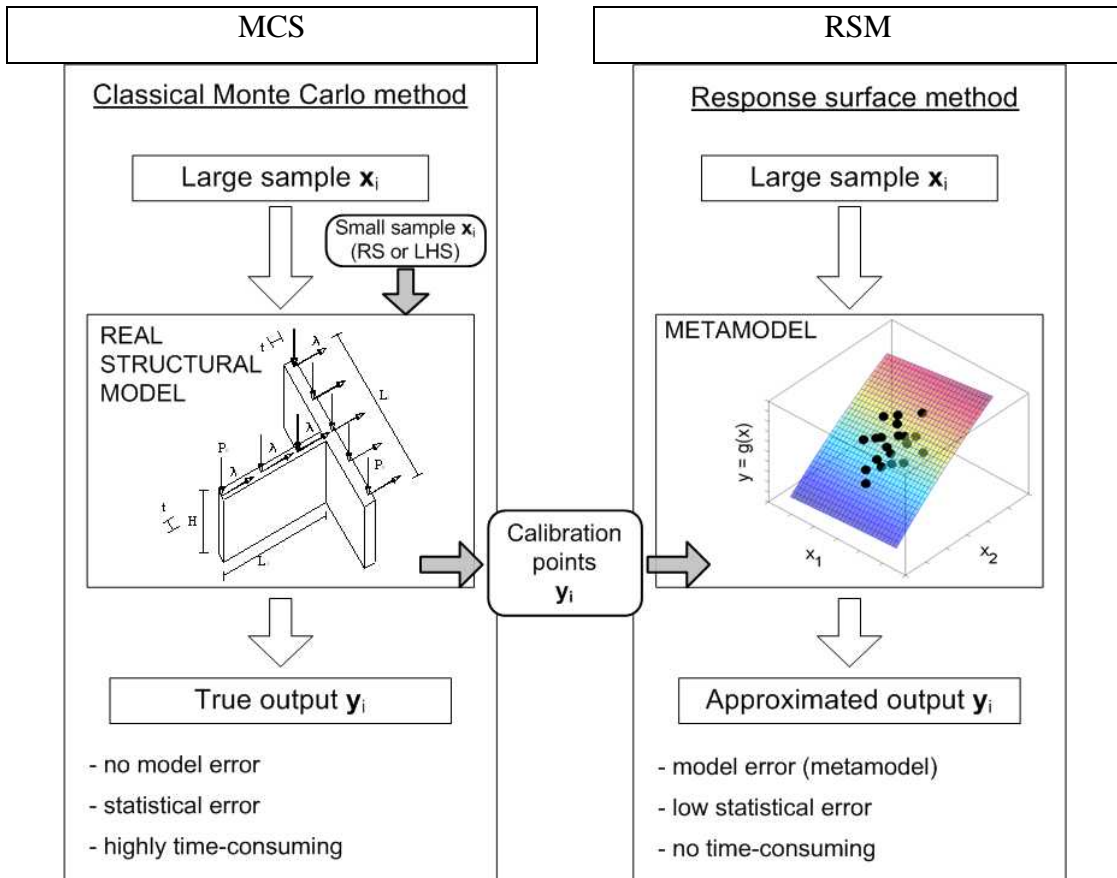 MCS
RSM
Classical Monte Carlo method
Large sample xᵢ
Small sample xᵢ
(RS or LHS)
REAL
STRUCTURAL
MODEL
t
λ
L
P
λ
λ
λ
P
t
H
L
Calibration
points
yᵢ
True output yᵢ
- no model error
- statistical error
- highly time-consuming
Response surface method
Large sample xᵢ
METAMODEL
y = g(x)
x₁
x₂
Approximated output yᵢ
- model error (metamodel)
- low statistical error
- no time-consuming